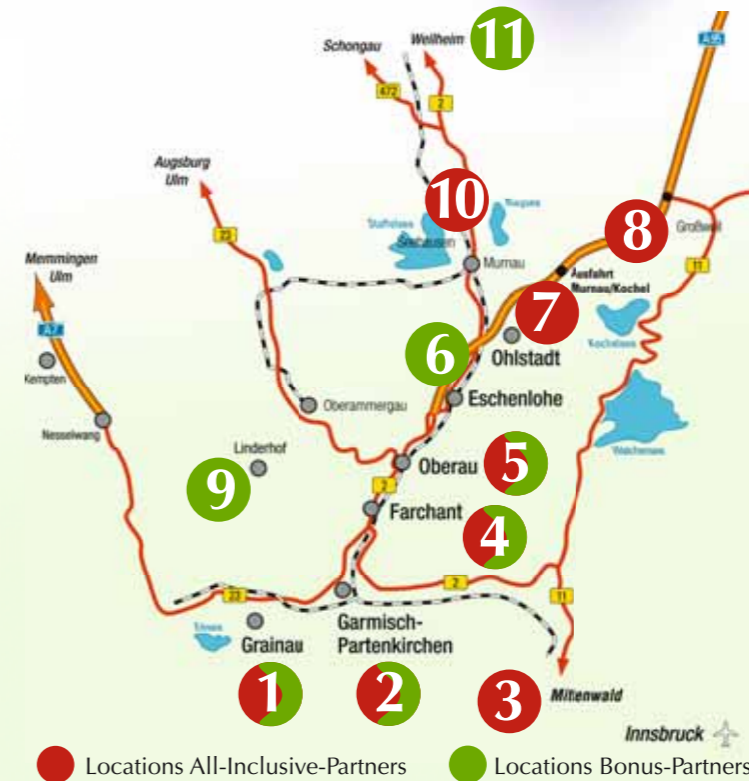 11
Schongau
Weilheim
A95
472
2
Augsburg
Ulm
10
Staffelsee
Seehausen
Riegsee
8
Großweil
23
Memmingen
Ulm
Murnau
11
Ausfahrt
Murnau/Kochel
7
A7
6
Ohlstadt
Kochelsee
Kempten
Eschenlohe
Oberammergau
Nesselwang
Linderhof
Walchensee
Oberau
5
9
2
Farchant
4
2
23
11
Garmisch-
Partenkirchen
Eibsee
Grainau
1
2
3
Mittenwald
Innsbruck
Locations All-Inclusive-Partners
Locations Bonus-Partners